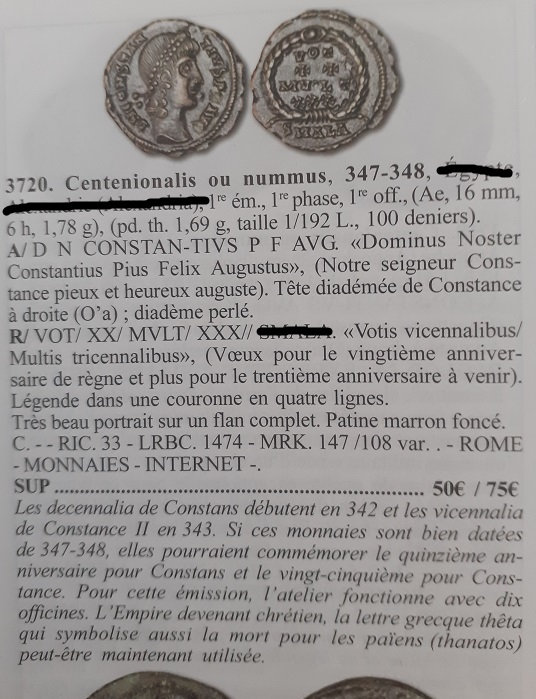 VOT
XX
MVLT
XXX
SMALA
3720. Centenionalis ou nummus, 347-348,
1re ém., 1re phase, 1re off., (Ae, 16 mm,
6 h, 1,78 g), (pd. th. 1,69 g, taille 1/192 L., 100 deniers).
A/ D N CONSTAN-TIVS P F AVG. «Dominus Noster
Constantius Pius Felix Augustus», (Notre seigneur Cons-
tance pieux et heureux auguste). Tête diadémée de Constance
à droite (O'a) ; diadème perlé.
R/ VOT/ XX/ MVLT/ XXX// . «Votis vicennalibus/
Multis tricennalibus», (Vœux pour le vingtième anniver-
saire de règne et plus pour le trentième anniversaire à venir).
Légende dans une couronne en quatre lignes.
Très beau portrait sur un flan complet. Patine marron foncé.
C. - - RIC. 33 - LRBC. 1474 - MRK. 147 /108 var. . - ROME
- MONNAIES - INTERNET -.
SUP ................................................................ 50€ / 75€
Les decennalia de Constans débutent en 342 et les vicennalia
de Constance II en 343. Si ces monnaies sont bien datées
de 347-348, elles pourraient commémorer le quinzième an-
niversaire pour Constans et le vingt-cinquième pour Cons-
tance. Pour cette émission, l'atelier fonctionne avec dix
officines. L'Empire devenant chrétien, la lettre grecque thêta
qui symbolise aussi la mort pour les païens (thanatos)
peut-être maintenant utilisée.